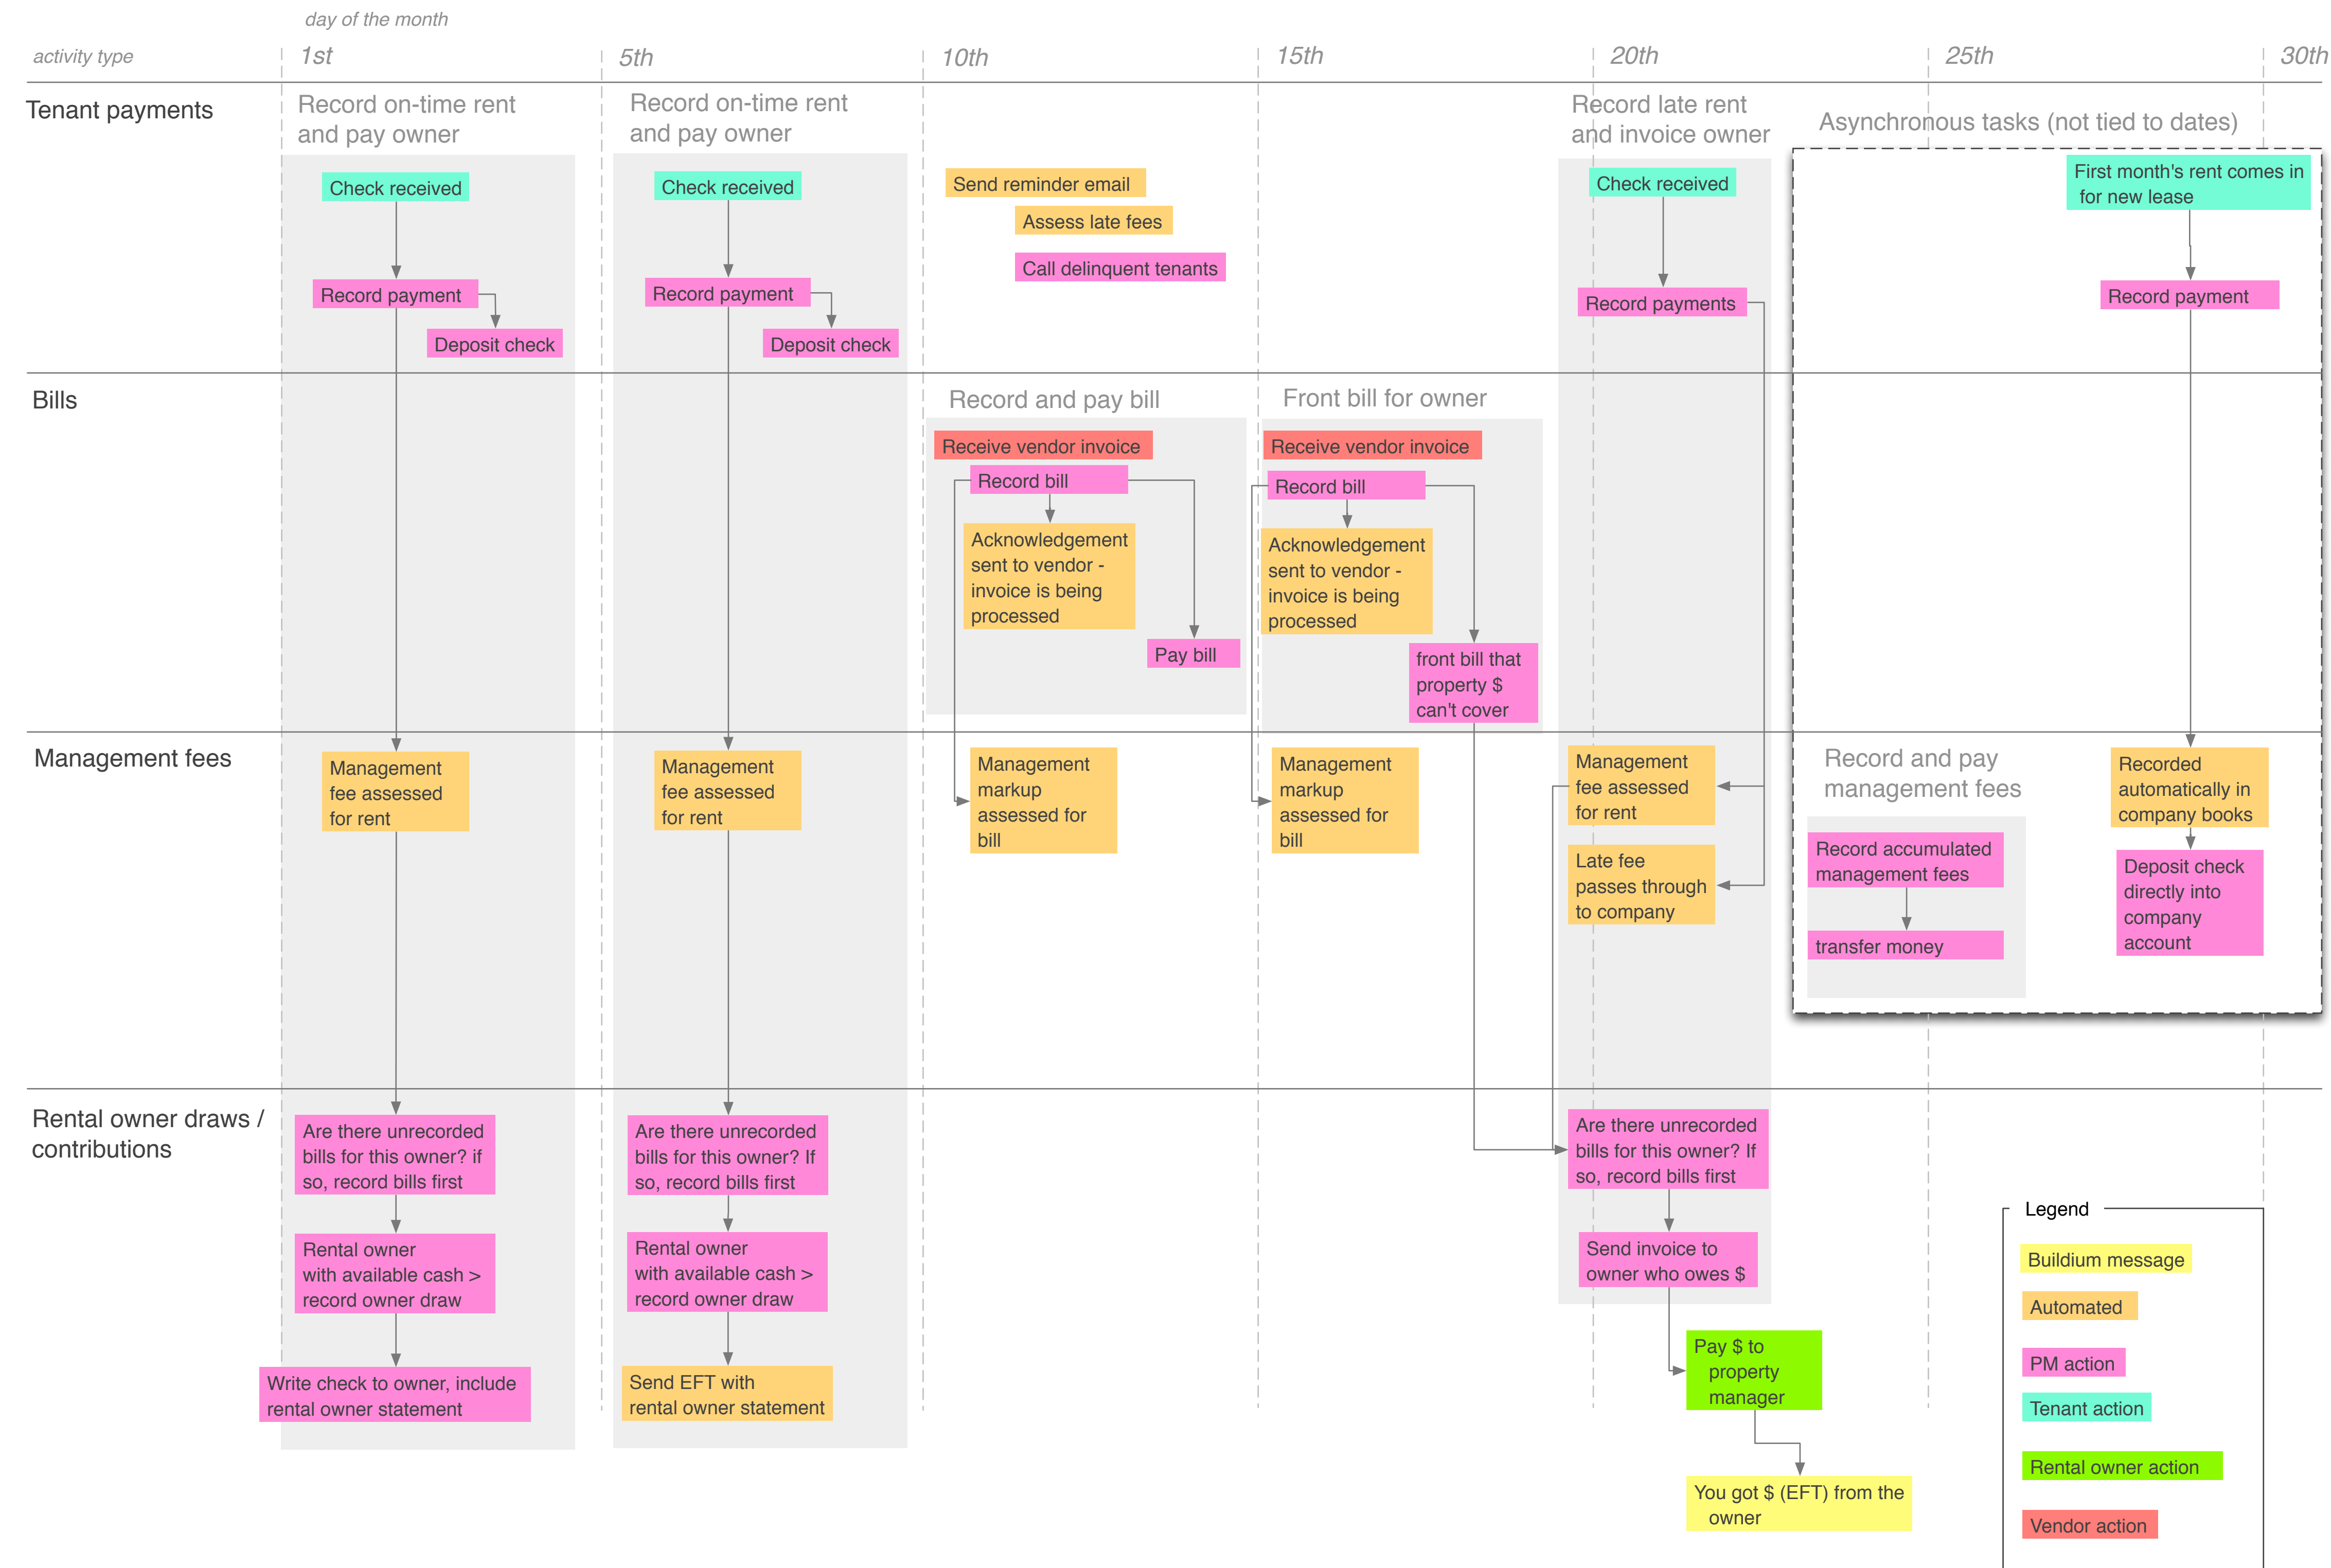 day of the month
activity type
1st
5th
10th
15th
20th
25th
30th
Tenant payments
Record on-time rent
and pay owner
Check received
Record payment
Deposit check
Record on-time rent
and pay owner
Check received
Record payment
Deposit check
Send reminder email
Assess late fees
Call delinquent tenants
Record late rent
and invoice owner
Check received
Record payments
Asynchronous tasks (not tied to dates)
First month's rent comes in
for new lease
Record payment
Bills
Record and pay bill
Receive vendor invoice
Record bill
Acknowledgement
sent to vendor -
invoice is being
processed
Pay bill
Front bill for owner
Receive vendor invoice
Record bill
Acknowledgement
sent to vendor -
invoice is being
processed
front bill that
property $
can't cover
Management fees
Management
fee assessed
for rent
Management
fee assessed
for rent
Management
markup
assessed for
bill
Management
markup
assessed for
bill
Management
fee assessed
for rent
Late fee
passes through
to company
Record and pay
management fees
Record accumulated
management fees
transfer money
Recorded
automatically in
company books
Deposit check
directly into
company
account
Rental owner draws /
contributions
Are there unrecorded
bills for this owner? if
so, record bills first
Rental owner
with available cash >
record owner draw
Write check to owner, include
rental owner statement
Are there unrecorded
bills for this owner? If
so, record bills first
Rental owner
with available cash >
record owner draw
Send EFT with
rental owner statement
Are there unrecorded
bills for this owner? If
so, record bills first
Send invoice to
owner who owes $
Pay $ to
property
manager
You got $ (EFT) from the
owner
Legend
Buildium message
Automated
PM action
Tenant action
Rental owner action
Vendor action